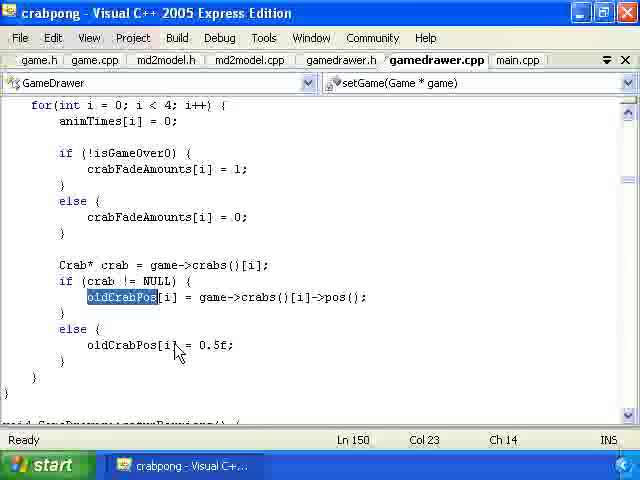 crabpong - Visual C++ 2005 Express Edition
File Edit View Project Build Debug Tools Window Community Help
game.h game.cpp md2model.h md2model.cpp gamedrawer.h gamedrawer.cpp main.cpp
GameDrawer setGame(Game * game)
for(int i = 0; i < 4; i++) {
animTimes[i] = 0;
if (!isGameOver0) {
crabFadeAmounts[i] = 1;
}
else {
crabFadeAmounts[i] = 0;
}
Crab* crab = game->crabs()[i];
if (crab != NULL) {
oldCrabPos[i] = game->crabs()[i]->pos();
}
else {
oldCrabPos[i] = 0.5f;
}
}
}
Ready Ln 150 Col 23 Ch 14 INS
start crabpong - Visual C+...